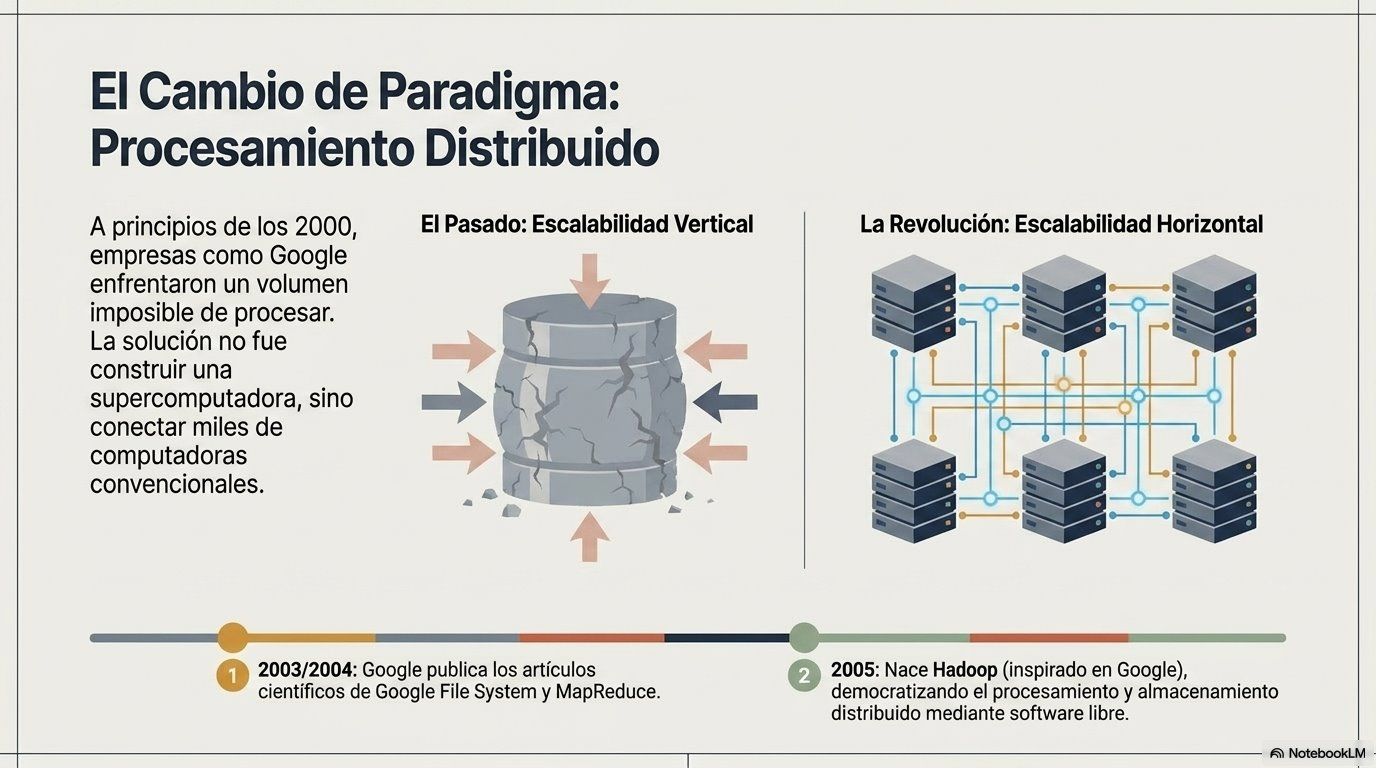 El Cambio de Paradigma:
Procesamiento Distribuido
A principios de los 2000,
empresas como Google
enfrentaron un volumen
imposible de procesar.
La solución no fue
construir una
supercomputadora, sino
conectar miles de
computadoras
convencionales.
El Pasado: Escalabilidad Vertical
La Revolución: Escalabilidad Horizontal
1
2003/2004: Google publica los artículos
científicos de Google File System y MapReduce.
2
2005: Nace Hadoop (inspirado en Google),
democratizando el procesamiento y almacenamiento
distribuido mediante software libre.
NotebookLM